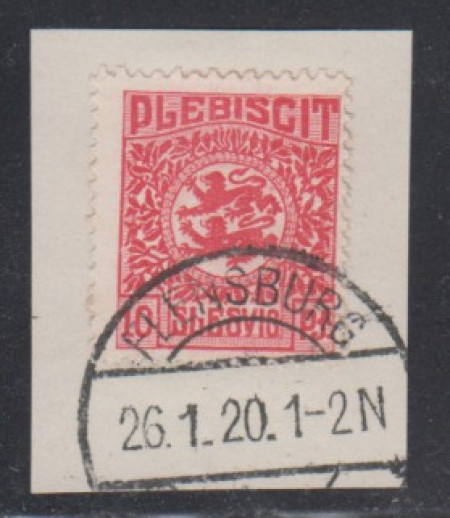 PLEBISCIT
FLENSBURG
10 SLESVIG
26.1.20.1-2N